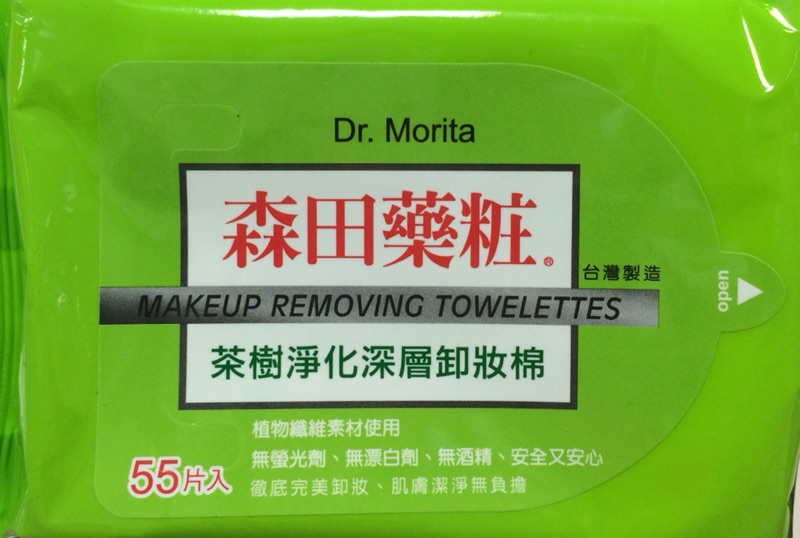 Dr. Morita
森田藥粧®
台灣製造
open
MAKEUP REMOVING TOWELETTES
茶樹淨化深層卸妝棉
植物纖維素材使用
無螢光劑、無漂白劑、無酒精、安全又安心
55片入
徹底完美卸妝、肌膚潔淨無負擔